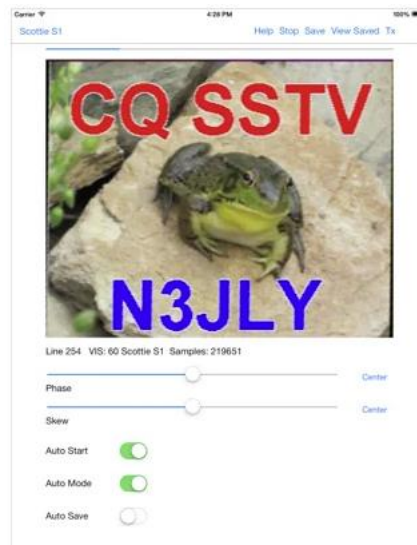 Carrier 4:29 PM 100%
Scottie S1 Help Stop Save View Saved Tx
CQ SSTV
N3JLY
Line 254 VIS: 60 Scottie S1 Samples: 219651
Center
Phase
Center
Skew
Auto Start
Auto Mode
Auto Save